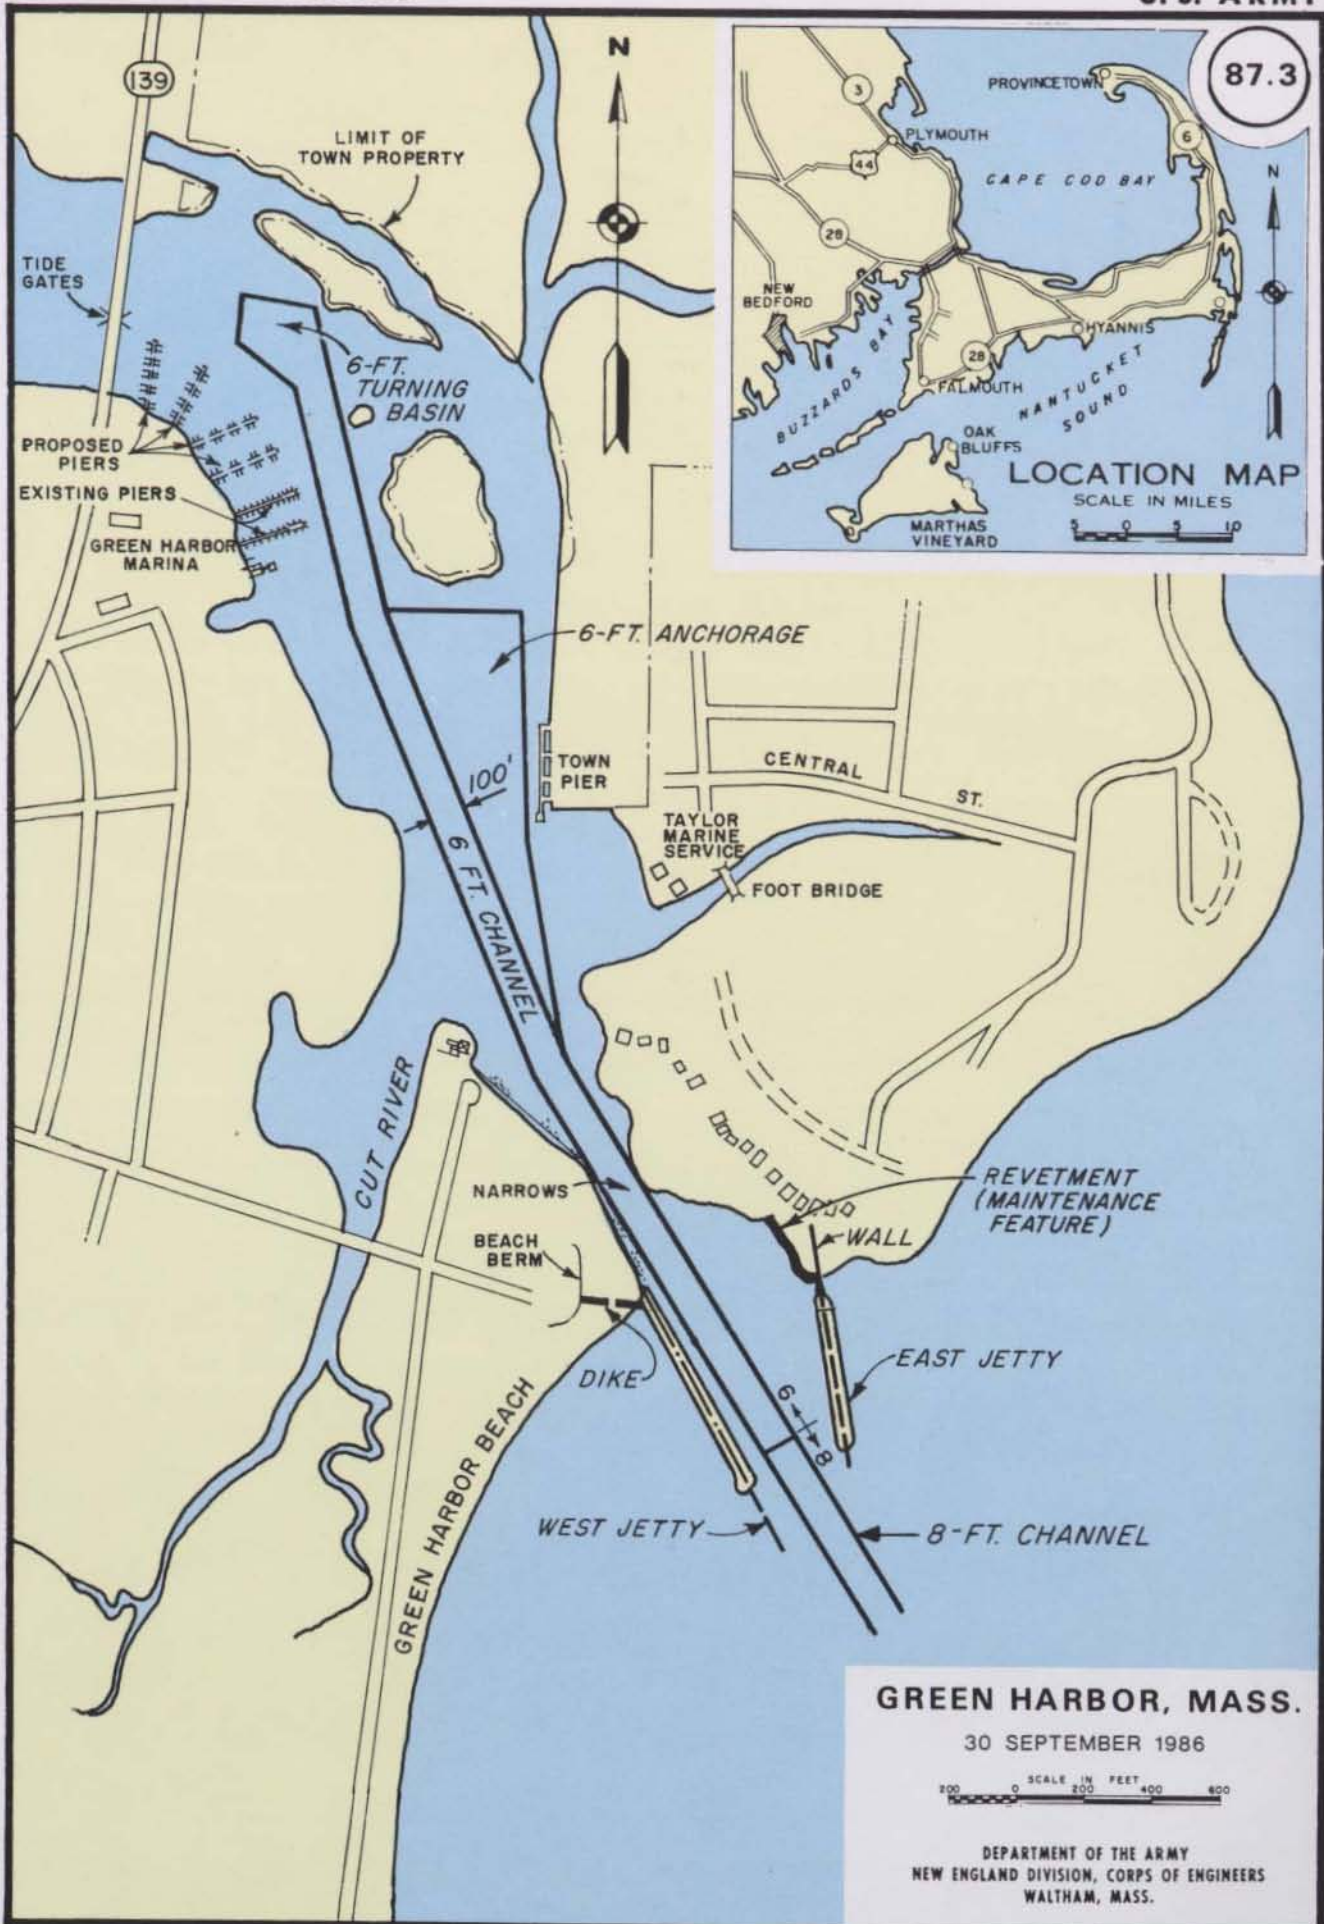 U. S. ARMY
139
N
LIMIT OF
TOWN PROPERTY
TIDE
GATES
6-FT.
TURNING
BASIN
PROPOSED
PIERS
EXISTING PIERS
GREEN HARBOR
MARINA
87.3
PROVINCETOWN
3
6
PLYMOUTH
44
CAPE COD BAY
N
28
NEW
BEDFORD
HYANNIS
BUZZARDS BAY
28
FALMOUTH
NANTUCKET
SOUND
OAK
BLUFFS
LOCATION MAP
SCALE IN MILES
5 0 5 10
MARTHAS
VINEYARD
6-FT. ANCHORAGE
TOWN
PIER
CENTRAL ST.
100'
TAYLOR
MARINE
SERVICE
FOOT BRIDGE
6 FT. CHANNEL
CUT RIVER
NARROWS
REVETMENT
(MAINTENANCE
FEATURE)
WALL
BEACH
BERM
DIKE
EAST JETTY
6
8
GREEN HARBOR BEACH
WEST JETTY
8-FT. CHANNEL
GREEN HARBOR, MASS.
30 SEPTEMBER 1986
SCALE IN FEET
200 0 200 400 600
DEPARTMENT OF THE ARMY
NEW ENGLAND DIVISION, CORPS OF ENGINEERS
WALTHAM, MASS.